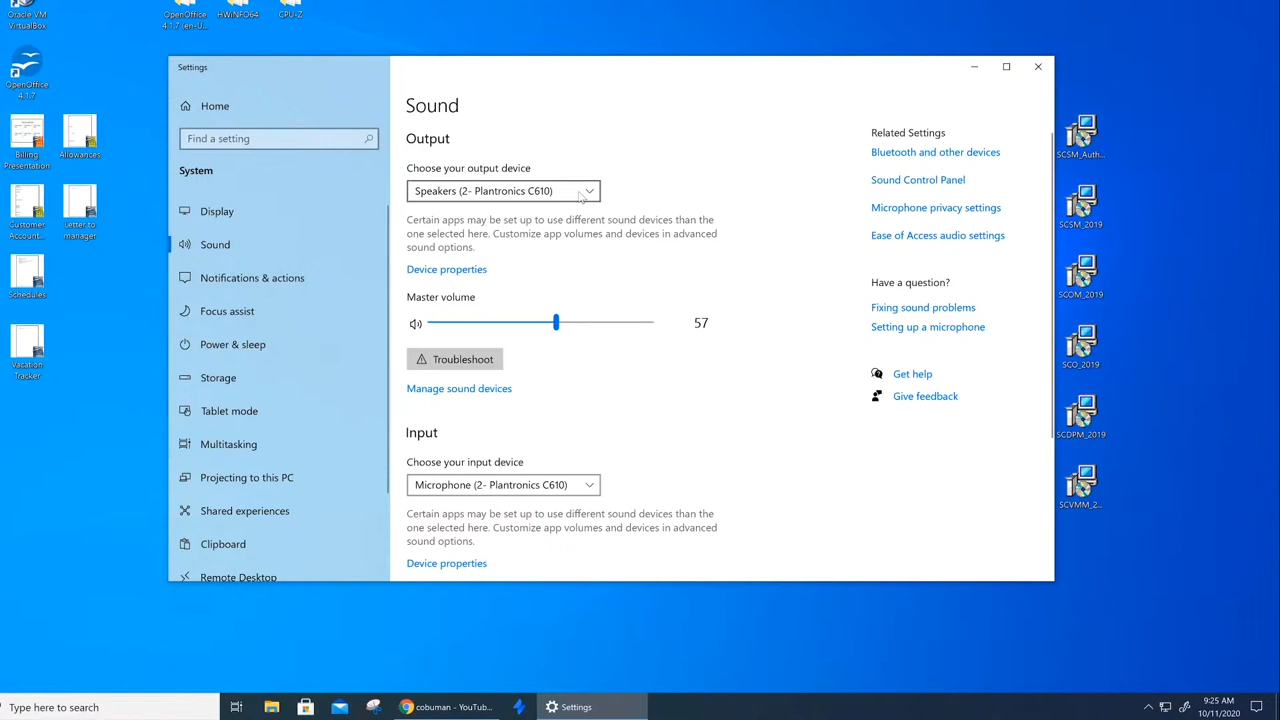 Oracle VM
VirtualBox
OpenOffice
4.1.7 (en-U...
HWiNFO64
CPU-Z
OpenOffice
4.1.7
Billing
Presentation
Allowances
Customer
Account...
Letter to
manager
Schedules
Vacation
Tracker
Settings
Home
Find a setting
System
Display
Sound
Notifications & actions
Focus assist
Power & sleep
Storage
Tablet mode
Multitasking
Projecting to this PC
Shared experiences
Clipboard
Remote Desktop
Sound
Output
Choose your output device
Speakers (2- Plantronics C610)
Certain apps may be set up to use different sound devices than the
one selected here. Customize app volumes and devices in advanced
sound options.
Device properties
Master volume
57
Troubleshoot
Manage sound devices
Input
Choose your input device
Microphone (2- Plantronics C610)
Certain apps may be set up to use different sound devices than the
one selected here. Customize app volumes and devices in advanced
sound options.
Device properties
Related Settings
Bluetooth and other devices
Sound Control Panel
Microphone privacy settings
Ease of Access audio settings
Have a question?
Fixing sound problems
Setting up a microphone
Get help
Give feedback
SCSM_Auth...
SCSM_2019
SCOM_2019
SCO_2019
SCDPM_2019
SCVMM_2...
Type here to search
cobuman - YouTub...
Settings
9:25 AM
10/11/2020